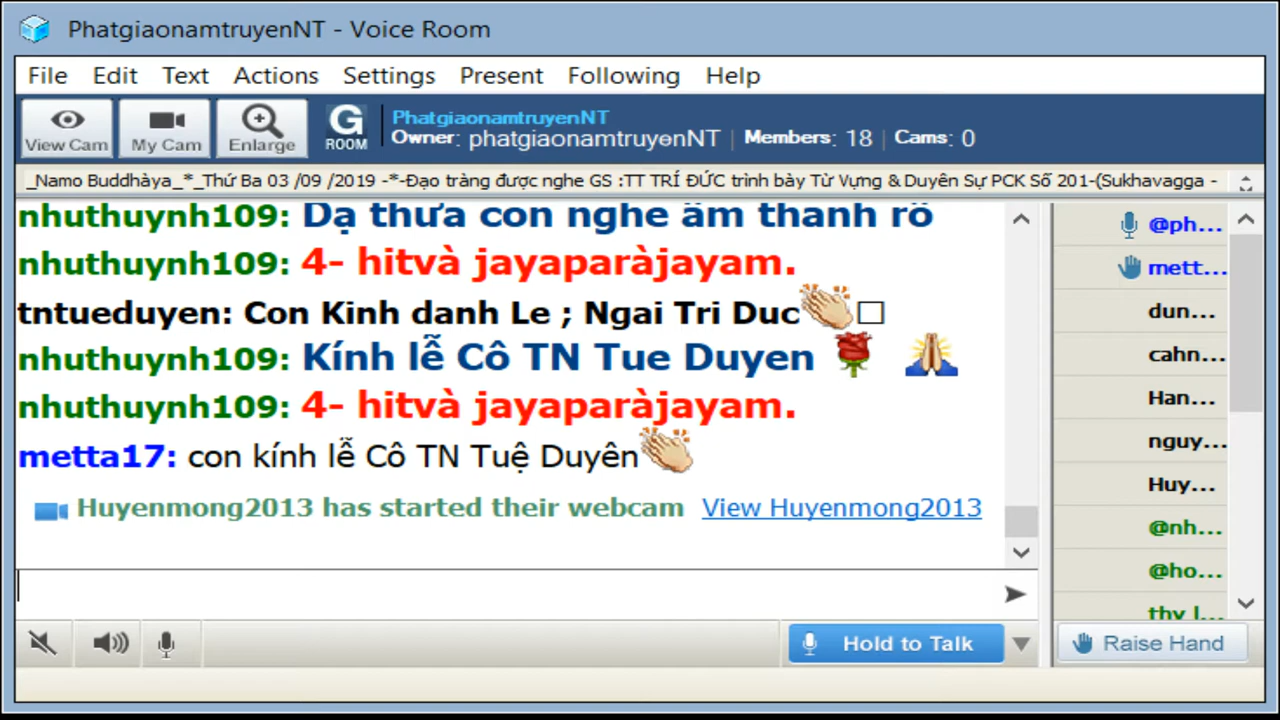 PhatgiaonamtruyenNT - Voice Room
File Edit Text Actions Settings Present Following Help
View Cam My Cam Enlarge G ROOM
PhatgiaonamtruyenNT
Owner: phatgiaonamtruyenNT | Members: 18 | Cams: 0
_Namo Buddhàya_*_Thứ Ba 03 /09 /2019 -*-Đạo tràng được nghe GS :TT TRÍ ĐỨC trình bày Từ Vựng & Duyên Sự PCK Số 201-(Sukhavagga -
nhuthuynh109: Dạ thưa con nghe âm thanh rõ
nhuthuynh109: 4- hitvà jayaparàjayam.
tntueduyen: Con Kinh danh Le ; Ngai Tri Duc
nhuthuynh109: Kính lễ Cô TN Tue Duyen
nhuthuynh109: 4- hitvà jayaparàjayam.
metta17: con kính lễ Cô TN Tuệ Duyên
Huyenmong2013 has started their webcam View Huyenmong2013
@ph...
mett...
dun...
cahn...
Han...
nguy...
Huy...
@nh...
@ho...
thy l...
Hold to Talk
Raise Hand